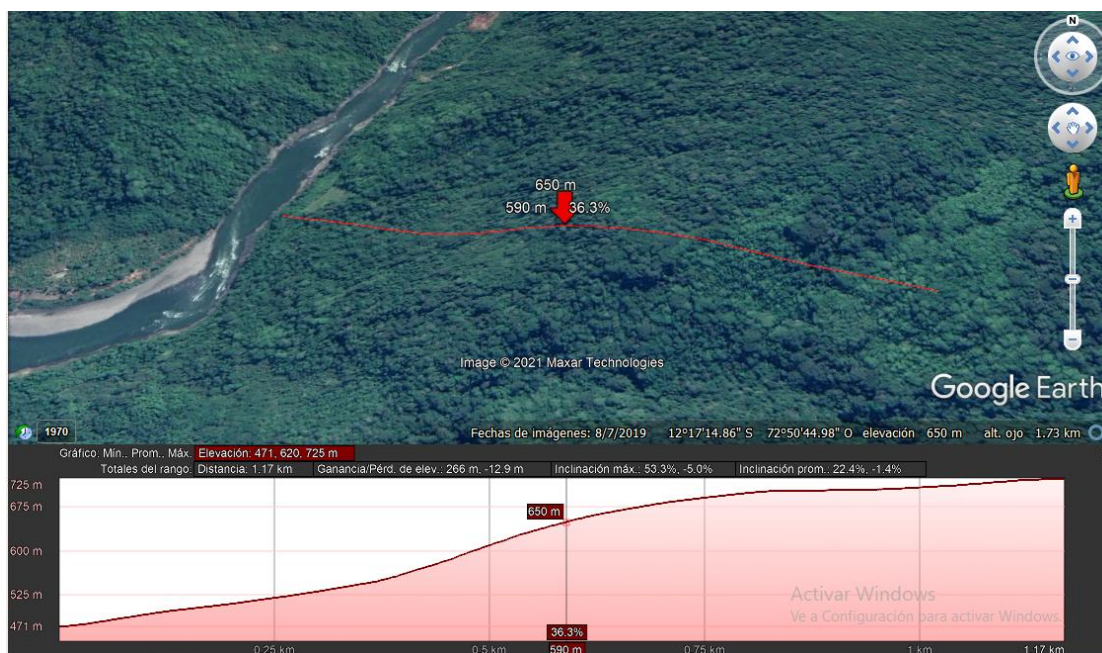 N
650 m
590 m 36.3%
Image © 2021 Maxar Technologies
Google Earth
1970
Fechas de imágenes: 8/7/2019 12°17'14.86" S 72°50'44.98" O elevación 650 m alt. ojo 1.73 km
Gráfico: Mín., Prom., Máx. Elevación: 471, 620, 725 m
Totales del rango: Distancia: 1.17 km Ganancia/Pérd. de elev.: 266 m, -12.9 m Inclinación máx.: 53.3%, -5.0% Inclinación prom.: 22.4%, -1.4%
725 m
675 m
650 m
600 m
525 m
471 m
Activar Windows
Ve a Configuración para activar Windows.
36.3%
0.25 km 0.5 km 590 m 0.75 km 1 km 1.17 km